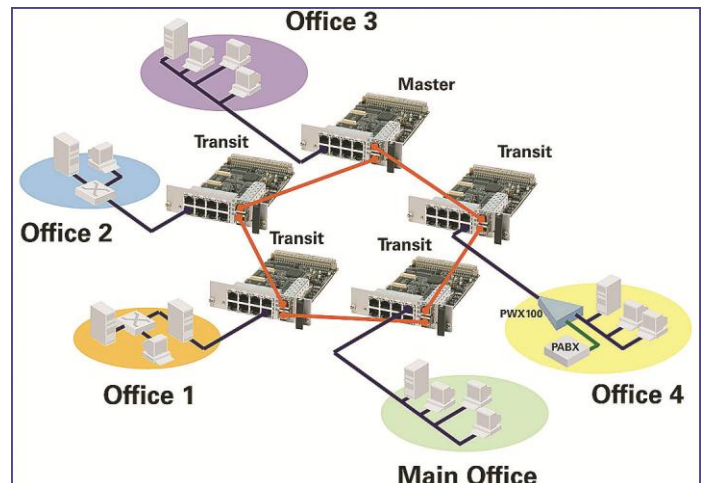 Office 3
Master
Transit
Transit
Office 2
Transit
Transit
PWX100
PABX
Office 1
Office 4
Main Office